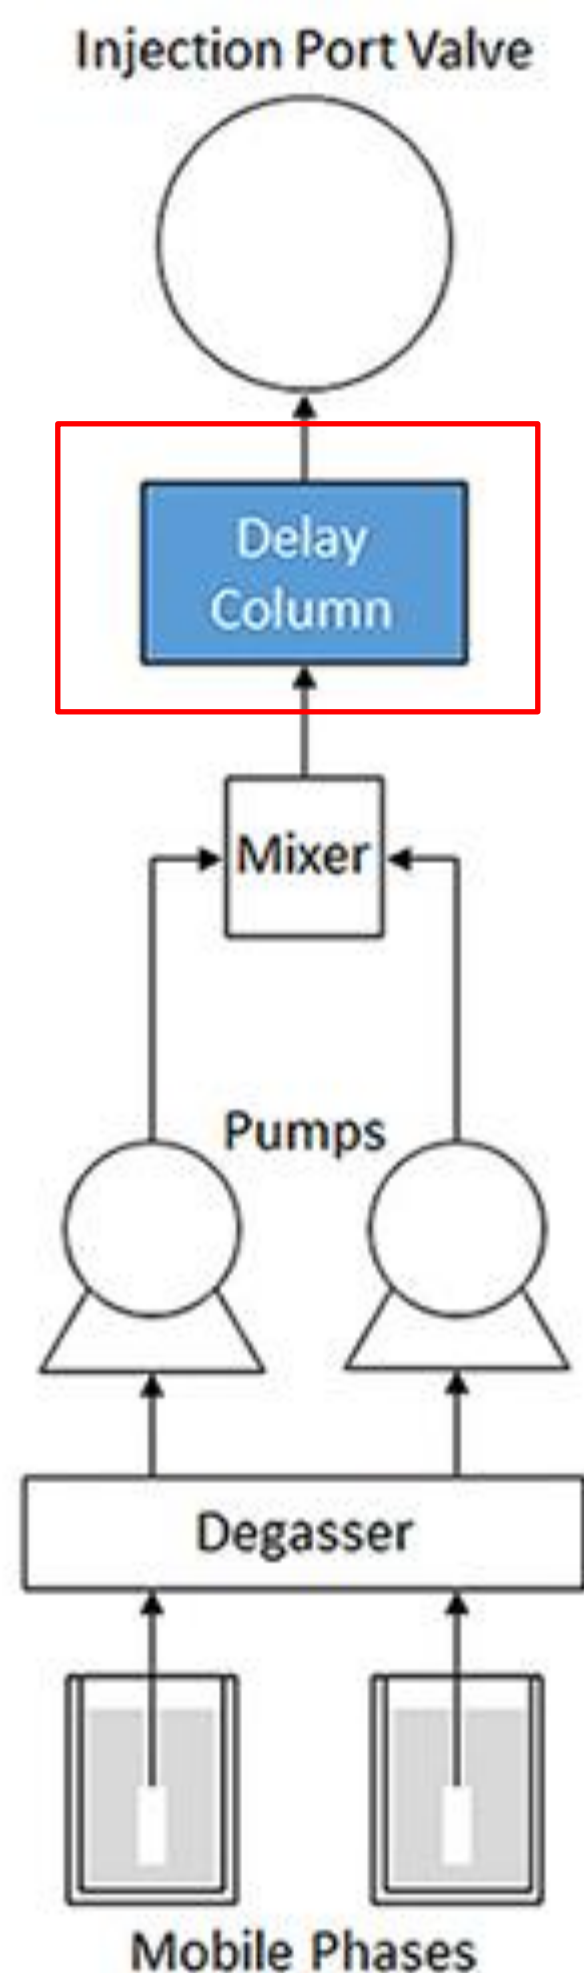 Injection Port Valve
Delay
Column
Mixer
Pumps
Degasser
Mobile Phases